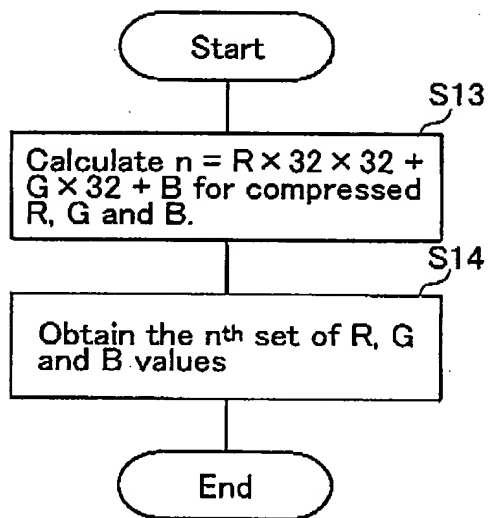 Start
S13
Calculate n = R × 32 × 32 +
G × 32 + B for compressed
R, G and B.
S14
Obtain the nth set of R, G
and B values
End